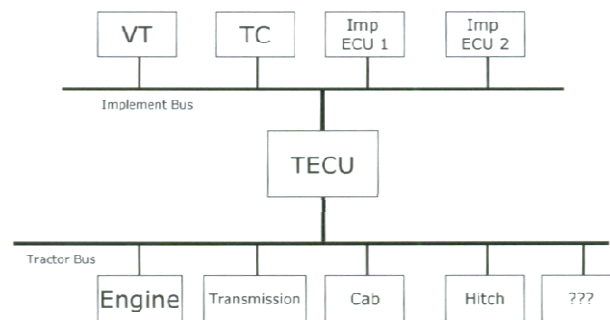 VT
TC
Imp
ECU 1
Imp
ECU 2
Implement Bus
TECU
Tractor Bus
Engine
Transmission
Cab
Hitch
???